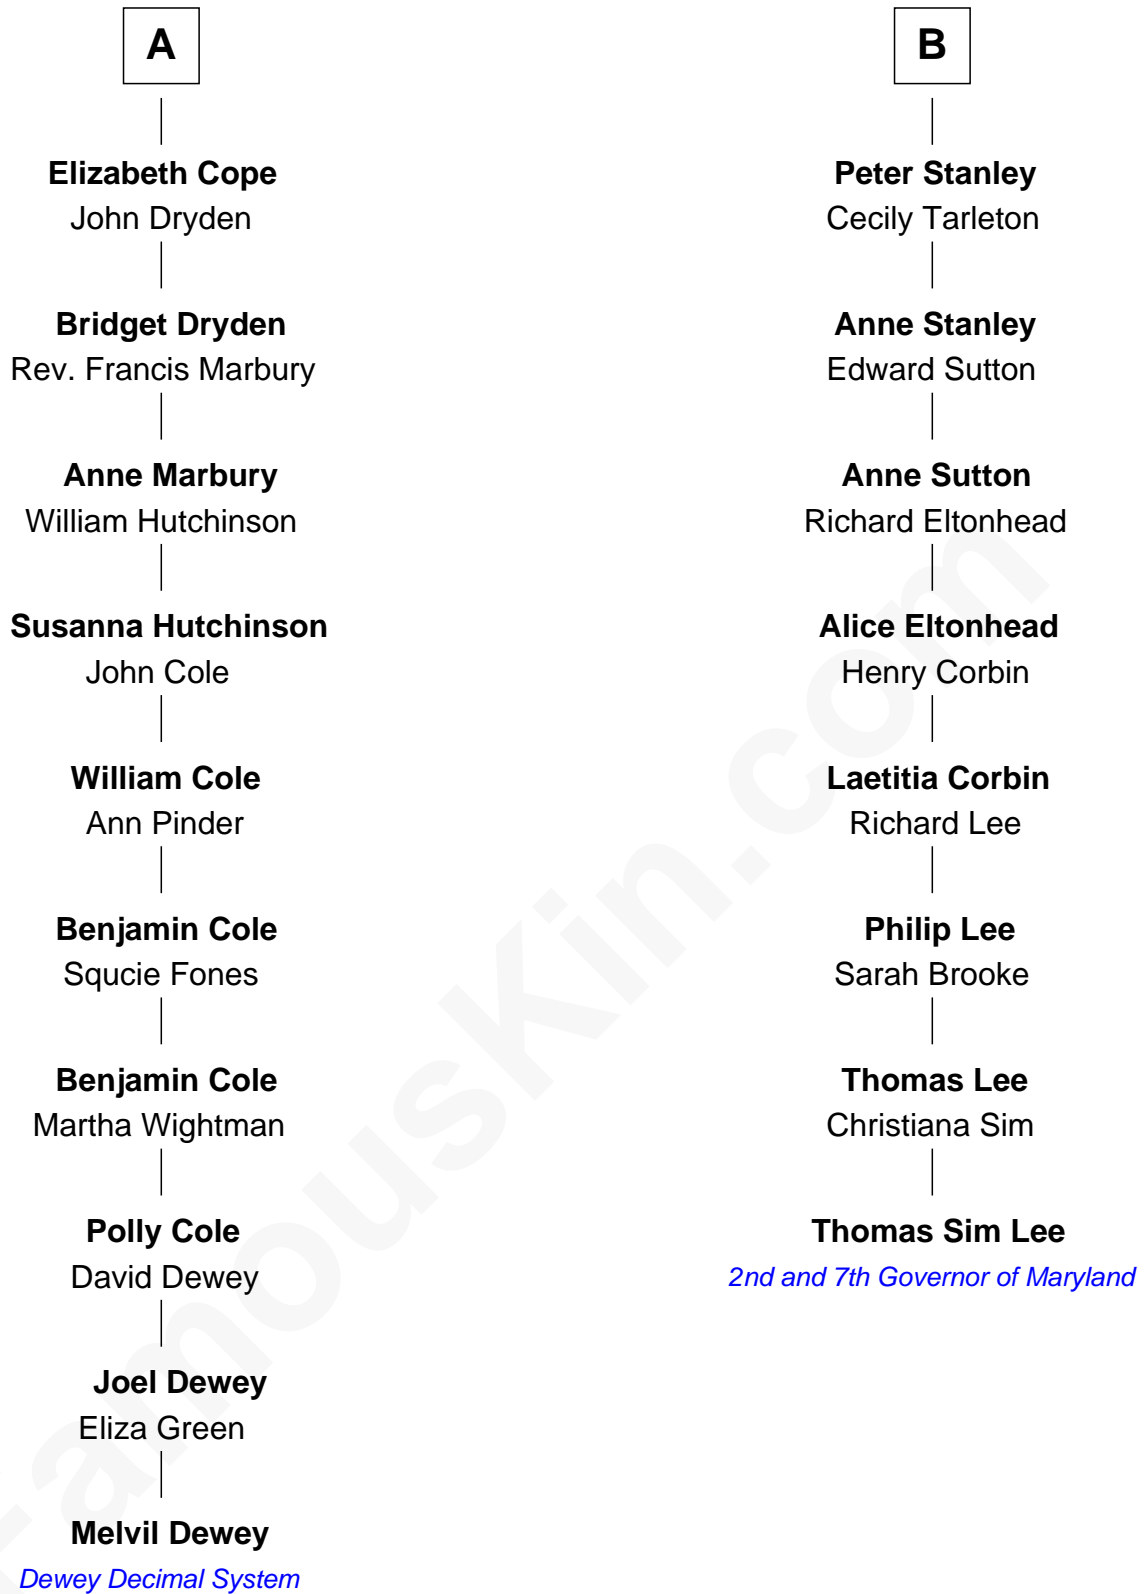 A
Elizabeth Cope
John Dryden
Bridget Dryden
Rev. Francis Marbury
Anne Marbury
William Hutchinson
Susanna Hutchinson
John Cole
William Cole
Ann Pinder
Benjamin Cole
Squcie Fones
Benjamin Cole
Martha Wightman
Polly Cole
David Dewey
Joel Dewey
Eliza Green
Melvil Dewey
Dewey Decimal System
B
Peter Stanley
Cecily Tarleton
Anne Stanley
Edward Sutton
Anne Sutton
Richard Eltonhead
Alice Eltonhead
Henry Corbin
Laetitia Corbin
Richard Lee
Philip Lee
Sarah Brooke
Thomas Lee
Christiana Sim
Thomas Sim Lee
2nd and 7th Governor of Maryland
FamousKin.com